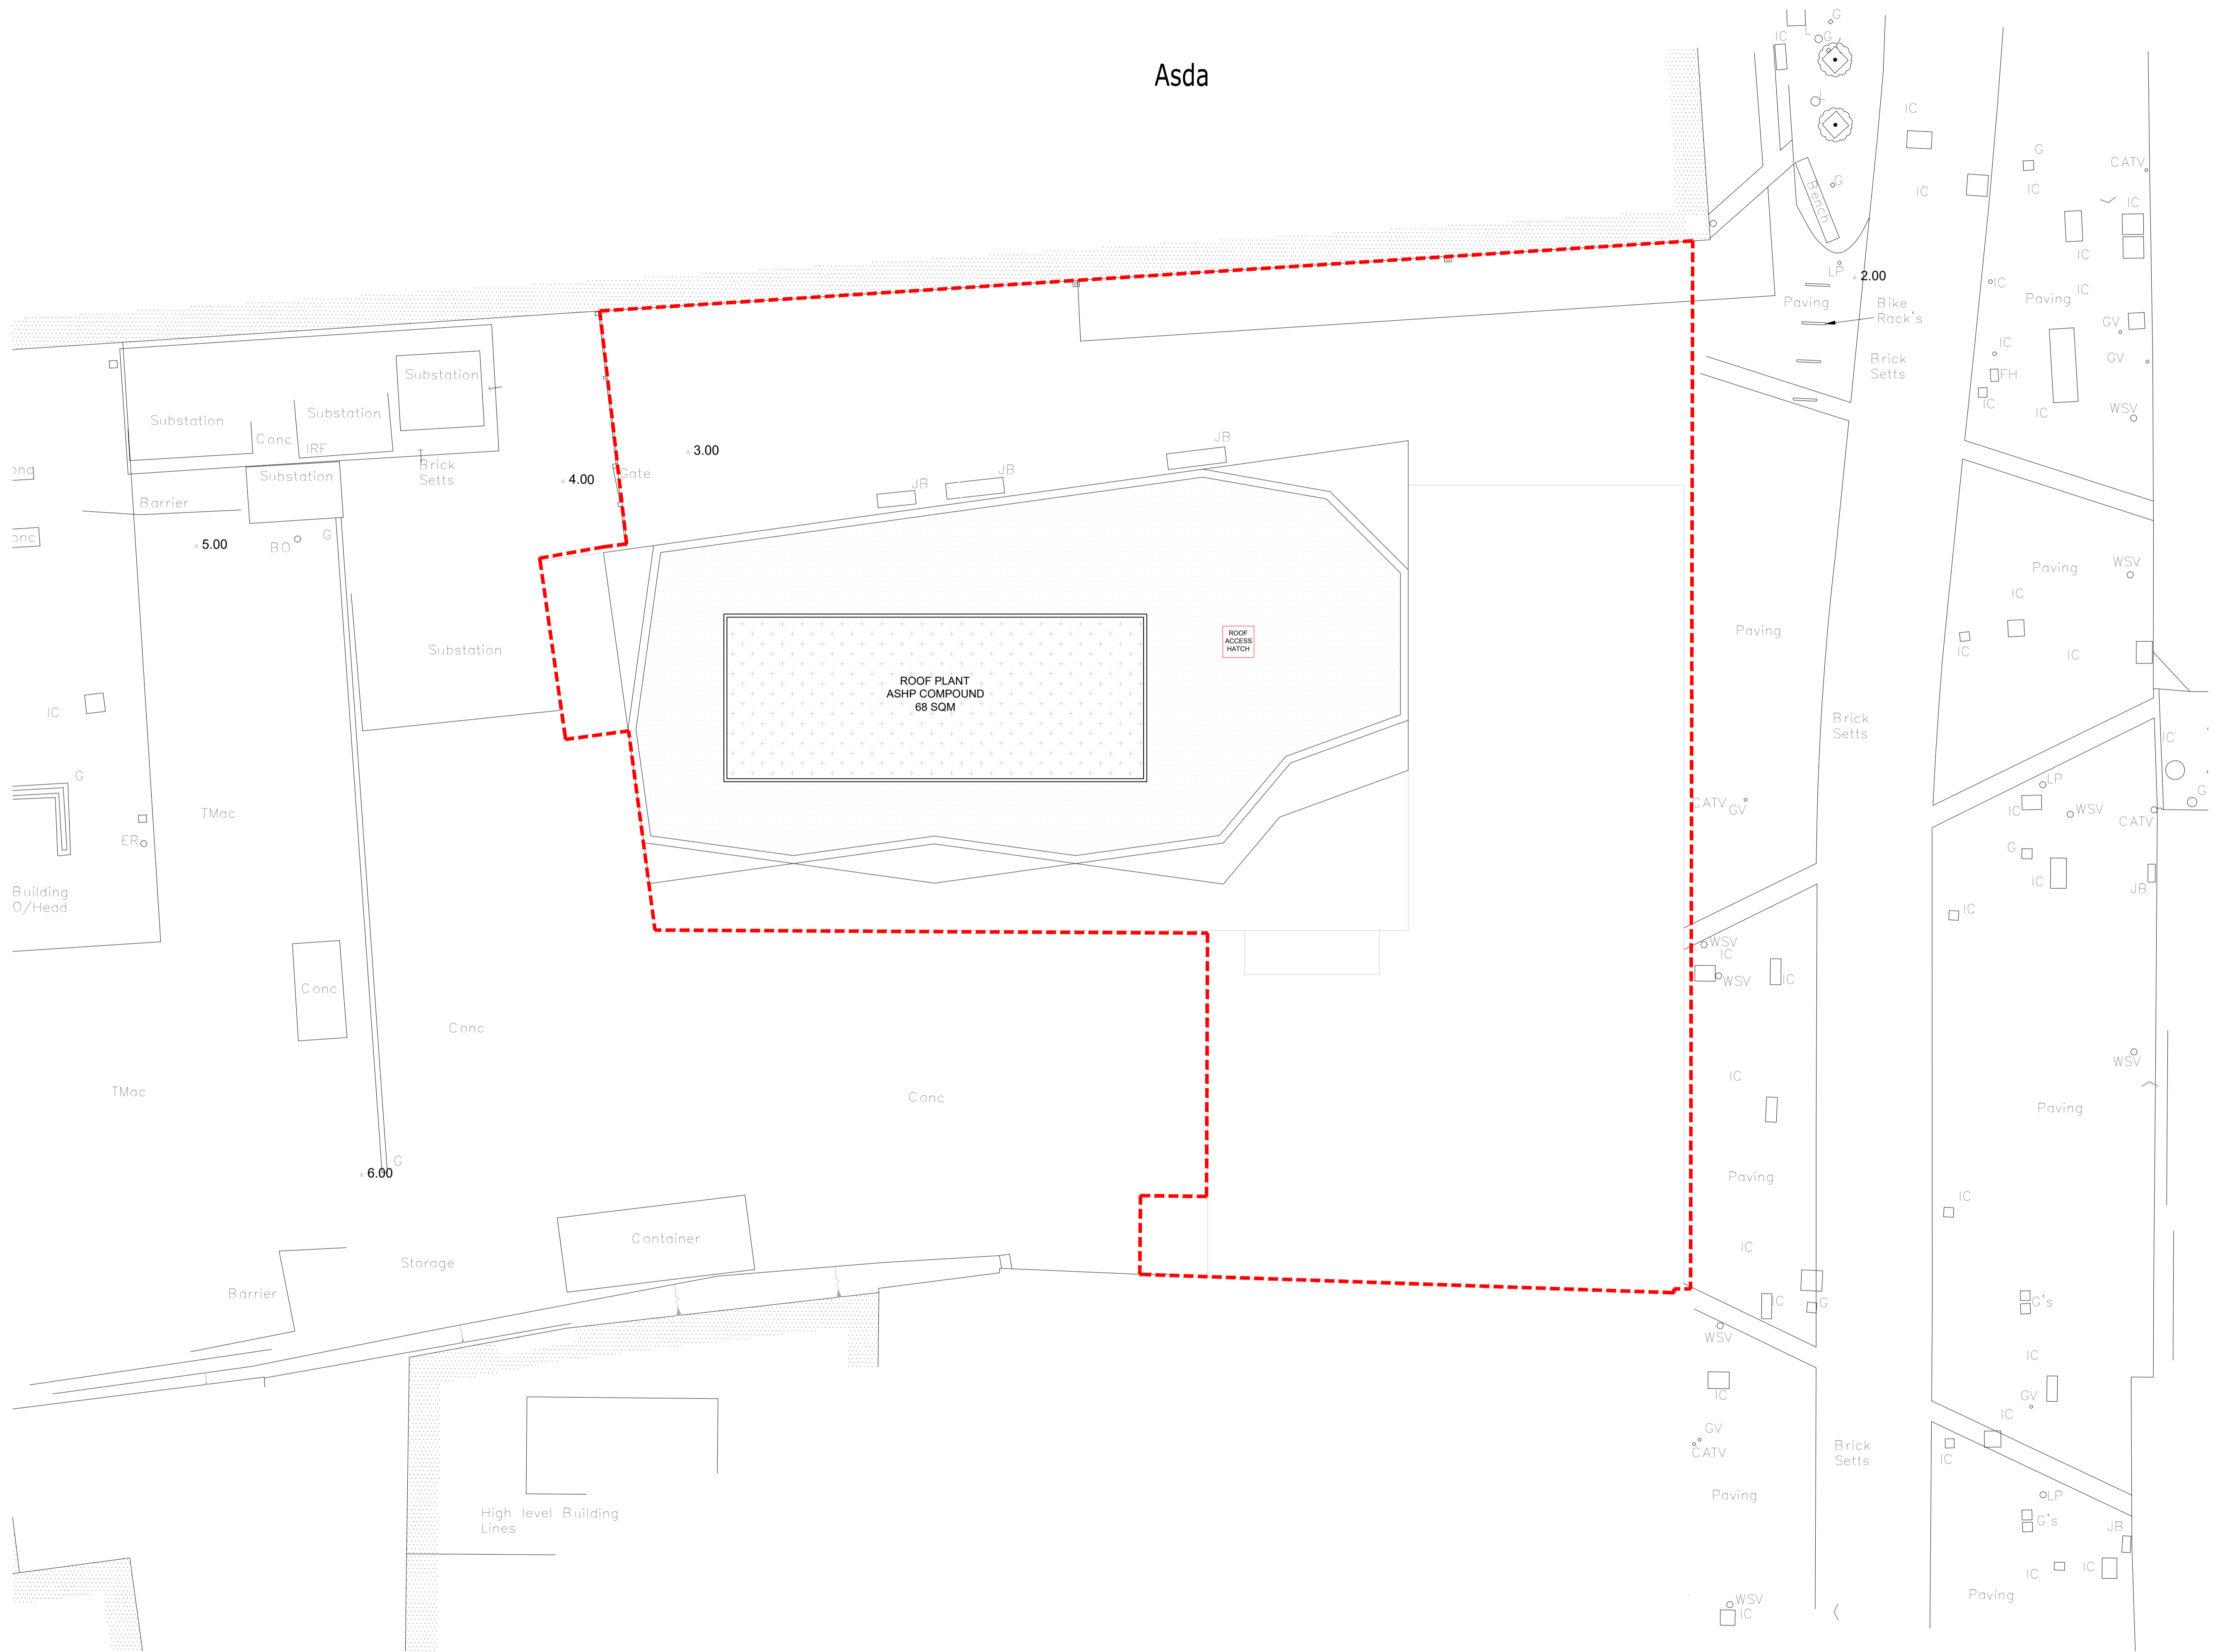 Asda
G
L
G
IC
L
IC
G
CATV
IC
IC
IC
G
Bench
IC
LP
2.00
IC
Paving
IC
Paving
Bike
Rack's
GV
IC
Brick
Setts
GV
FH
IC
IC
WSV
Substation
Substation
Substation
Conc
IRF
Brick
Setts
Substation
Barrier
Gate
3.00
4.00
JB
JB
JB
5.00
BO
G
Substation
ROOF
ACCESS
HATCH
ROOF PLANT
ASHP COMPOUND
68 SQM
Paving
WSV
Paving
IC
IC
IC
Brick
Setts
IC
IC
G
TMac
ER
Building
O/Head
CATV
GV
LP
IC
WSV
CATV
G
G
IC
JB
IC
WSV
IC
WSV
IC
Conc
Conc
Conc
TMac
IC
WSV
Paving
Paving
IC
IC
G
6.00
Container
Storage
Barrier
IC
G
G's
WSV
IC
IC
GV
IC
GV
CATV
Brick
Setts
IC
Paving
LP
G's
JB
High level Building
Lines
IC
IC
Paving
WSV
IC